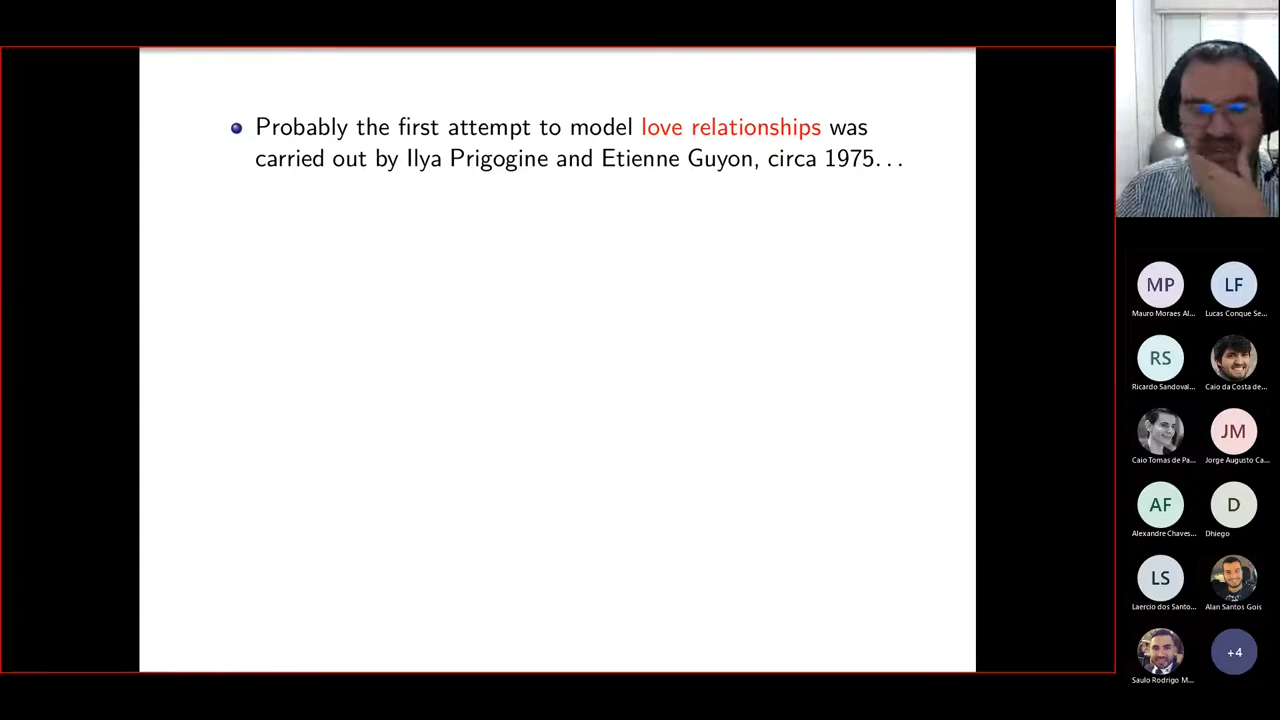 Probably the first attempt to model love relationships was
carried out by Ilya Prigogine and Etienne Guyon, circa 1975...
MP
LF
Mauro Moraes Al...
Lucas Conque Se...
RS
Ricardo Sandoval...
Caio da Costa de...
JM
Caio Tomas de Pa...
Jorge Augusto Ca...
AF
D
Alexandre Chaves...
Dhiego
LS
Laercio dos Santo...
Alan Santos Gois
+4
Saulo Rodrigo M...